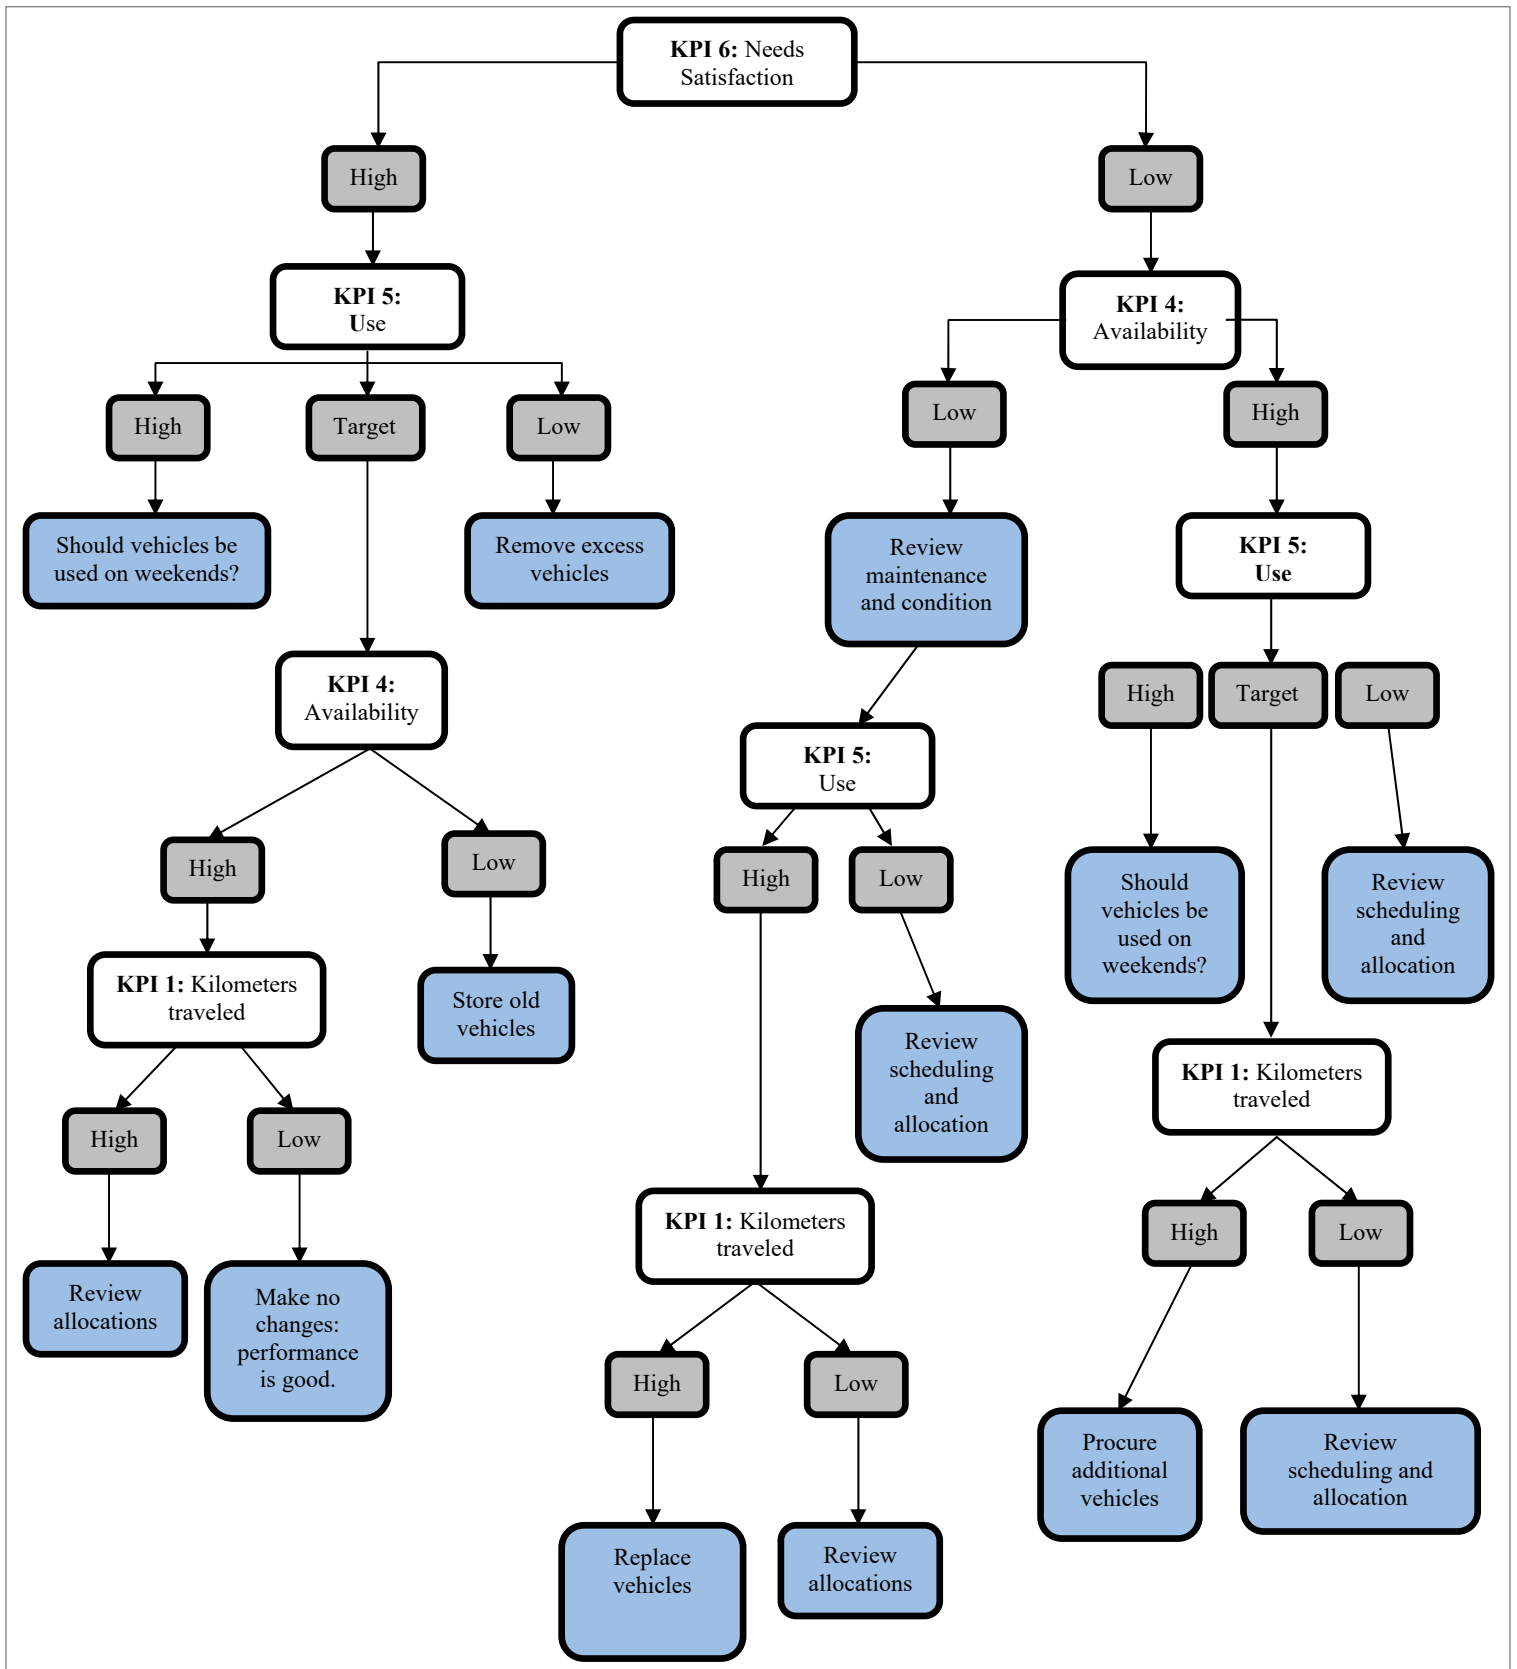 KPI 6: Needs
Satisfaction
High
Low
KPI 5:
Use
KPI 4:
Availability
High
Target
Low
Low
High
Should vehicles be
used on weekends?
Remove excess
vehicles
Review
maintenance
and condition
KPI 5:
Use
KPI 4:
Availability
KPI 5:
Use
High
Target
Low
High
Low
High
Low
Should
vehicles be
used on
weekends?
Review
scheduling
and
allocation
KPI 1: Kilometers
traveled
Store old
vehicles
Review
scheduling
and
allocation
KPI 1: Kilometers
traveled
High
Low
KPI 1: Kilometers
traveled
High
Low
Review
allocations
Make no
changes:
performance
is good.
High
Low
Procure
additional
vehicles
Review
scheduling and
allocation
Replace
vehicles
Review
allocations